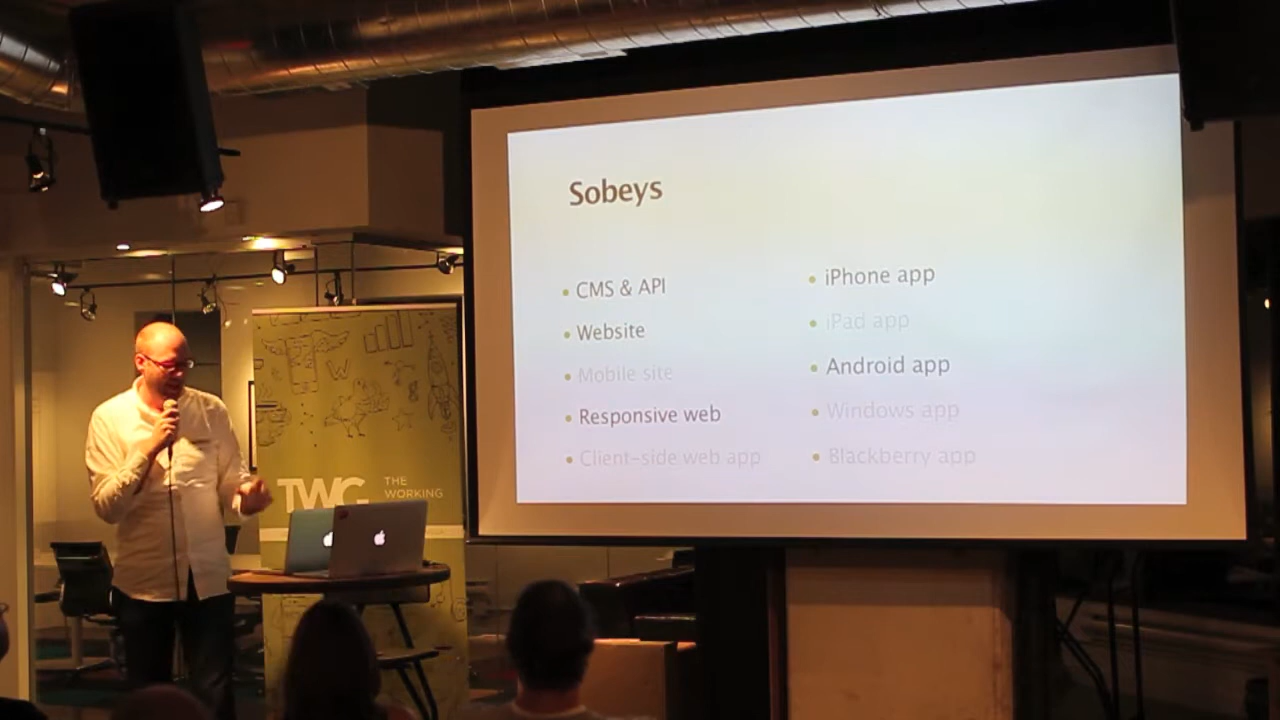 Sobeys
• CMS & API
• Website
• Mobile site
• Responsive web
• Client-side web app
• iPhone app
• iPad app
• Android app
• Windows app
• Blackberry app
W
TWG
THE
WORKING